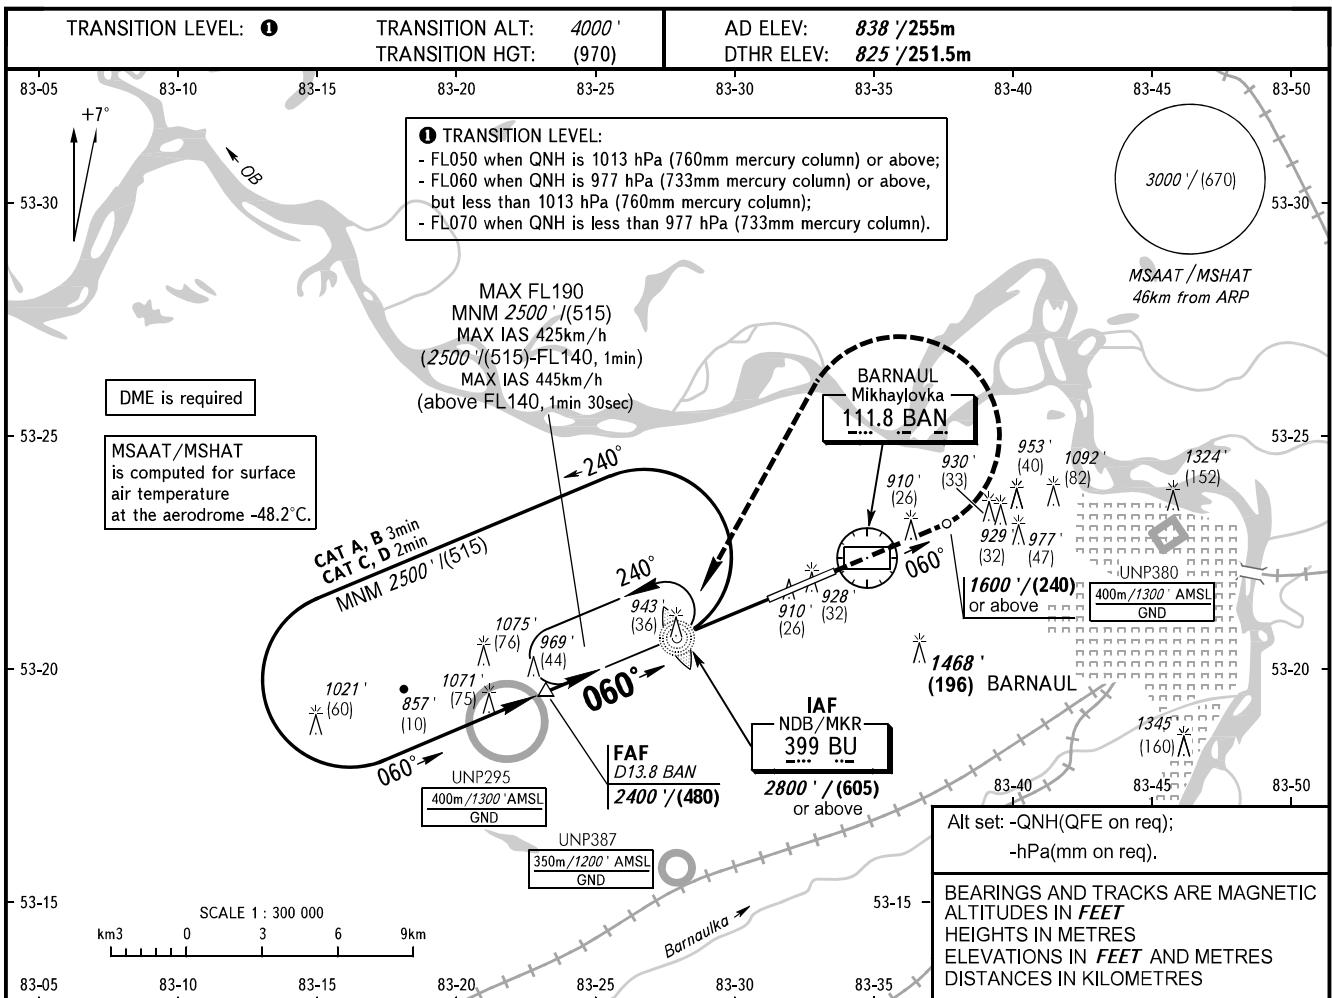 TRANSITION LEVEL: ❶
TRANSITION ALT: 4000 '
TRANSITION HGT: (970)
AD ELEV: 838 '/255m
DTHR ELEV: 825 '/251.5m
83-05 83-10 83-15 83-20 83-25 83-30 83-35 83-40 83-45 83-50
+7°
OB
❶ TRANSITION LEVEL:
- FL050 when QNH is 1013 hPa (760mm mercury column) or above;
- FL060 when QNH is 977 hPa (733mm mercury column) or above,
but less than 1013 hPa (760mm mercury column);
- FL070 when QNH is less than 977 hPa (733mm mercury column).
3000 '/(670)
53-30 53-30
MSAAT/MSHAT
46km from ARP
MAX FL190
MNM 2500 '/(515)
MAX IAS 425km/h
(2500 '/(515)-FL140, 1min)
MAX IAS 445km/h
(above FL140, 1min 30sec)
DME is required
BARNAUL
Mikhaylovka
111.8 BAN
53-25 53-25
MSAAT/MSHAT
is computed for surface
air temperature
at the aerodrome -48.2°C.
240°
910 '
(26)
930 '
(33)
953 '
(40)
1092 '
(82)
1324 '
(152)
929
(32)
977 '
(47)
CAT A, B 3min
CAT C, D 2min
MNM 2500 '/(515)
240°
060°
943 '
(36)
910 '
(26)
928 '
(32)
1600 '/(240)
or above
UNP380
400m/1300 ' AMSL
GND
1075 '
(76)
969 '
(44)
53-20 53-20
1468 '
(196)
BARNAUL
1021 '
(60)
857 '
(10)
1071 '
(75)
060°
060°
IAF
NDB/MKR
399 BU
2800 '/(605)
or above
1345 '
(160)
FAF
D13.8 BAN
2400 '/(480)
UNP295
400m/1300 'AMSL
GND
83-40 83-45 83-50
UNP387
350m/1200 ' AMSL
GND
Alt set: -QNH(QFE on req);
-hPa(mm on req).
53-15 53-15
SCALE 1 : 300 000
km3 0 3 6 9km
Barnaulka
BEARINGS AND TRACKS ARE MAGNETIC
ALTITUDES IN FEET
HEIGHTS IN METRES
ELEVATIONS IN FEET AND METRES
DISTANCES IN KILOMETRES
83-05 83-10 83-15 83-20 83-25 83-30 83-35